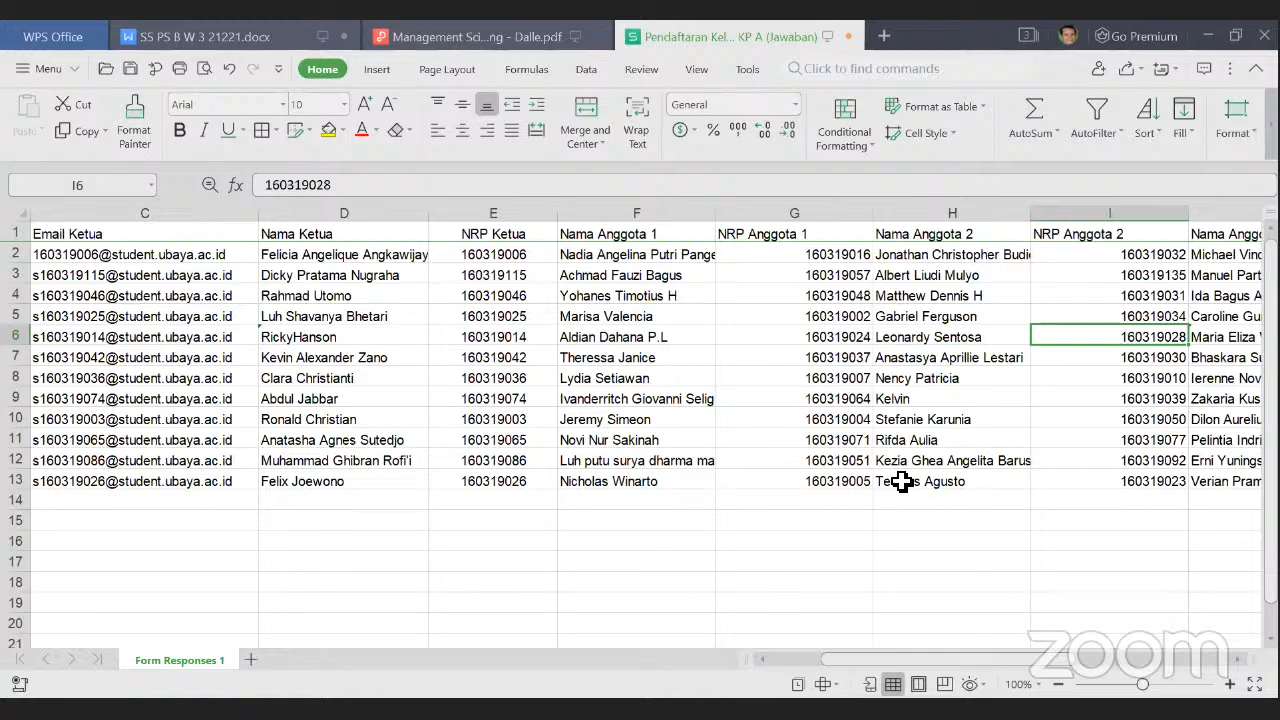 WPS Office SS PS B W 3 21221.docx Management Sci...ng - Dalle.pdf Pendaftaran Kel... KP A (Jawaban) 3 Go Premium
Menu Home Insert Page Layout Formulas Data Review View Tools Click to find commands
Cut Arial 10 General Format as Table
Paste Copy Format Painter Merge and Center Wrap Text Conditional Formatting Cell Style AutoSum AutoFilter Sort Fill Format
I6 fx 160319028
C D E F G H I
1 Email Ketua Nama Ketua NRP Ketua Nama Anggota 1 NRP Anggota 1 Nama Anggota 2 NRP Anggota 2 Nama Anggo
2 160319006@student.ubaya.ac.id Felicia Angelique Angkawijay 160319006 Nadia Angelina Putri Pange 160319016 Jonathan Christopher Budi 160319032 Michael Vinc
3 s160319115@student.ubaya.ac.id Dicky Pratama Nugraha 160319115 Achmad Fauzi Bagus 160319057 Albert Liudi Mulyo 160319135 Manuel Part
4 s160319046@student.ubaya.ac.id Rahmad Utomo 160319046 Yohanes Timotius H 160319048 Matthew Dennis H 160319031 Ida Bagus A
5 s160319025@student.ubaya.ac.id Luh Shavanya Bhetari 160319025 Marisa Valencia 160319002 Gabriel Ferguson 160319034 Caroline Gu
6 s160319014@student.ubaya.ac.id RickyHanson 160319014 Aldian Dahana P.L 160319024 Leonardy Sentosa 160319028 Maria Eliza
7 s160319042@student.ubaya.ac.id Kevin Alexander Zano 160319042 Theressa Janice 160319037 Anastasya Aprillie Lestari 160319030 Bhaskara Su
8 s160319036@student.ubaya.ac.id Clara Christianti 160319036 Lydia Setiawan 160319007 Nency Patricia 160319010 Ierenne Nov
9 s160319074@student.ubaya.ac.id Abdul Jabbar 160319074 Ivanderritch Giovanni Selig 160319064 Kelvin 160319039 Zakaria Kus
10 s160319003@student.ubaya.ac.id Ronald Christian 160319003 Jeremy Simeon 160319004 Stefanie Karunia 160319050 Dilon Aureliu
11 s160319065@student.ubaya.ac.id Anatasha Agnes Sutedjo 160319065 Novi Nur Sakinah 160319071 Rifda Aulia 160319077 Pelintia Indri
12 s160319086@student.ubaya.ac.id Muhammad Ghibran Rofi'i 160319086 Luh putu surya dharma ma 160319051 Kezia Ghea Angelita Barus 160319092 Erni Yunings
13 s160319026@student.ubaya.ac.id Felix Joewono 160319026 Nicholas Winarto 160319005 Agusto 160319023 Verian Pram
14
15
16
17
18
19
20
21
Form Responses 1
zoom
100%